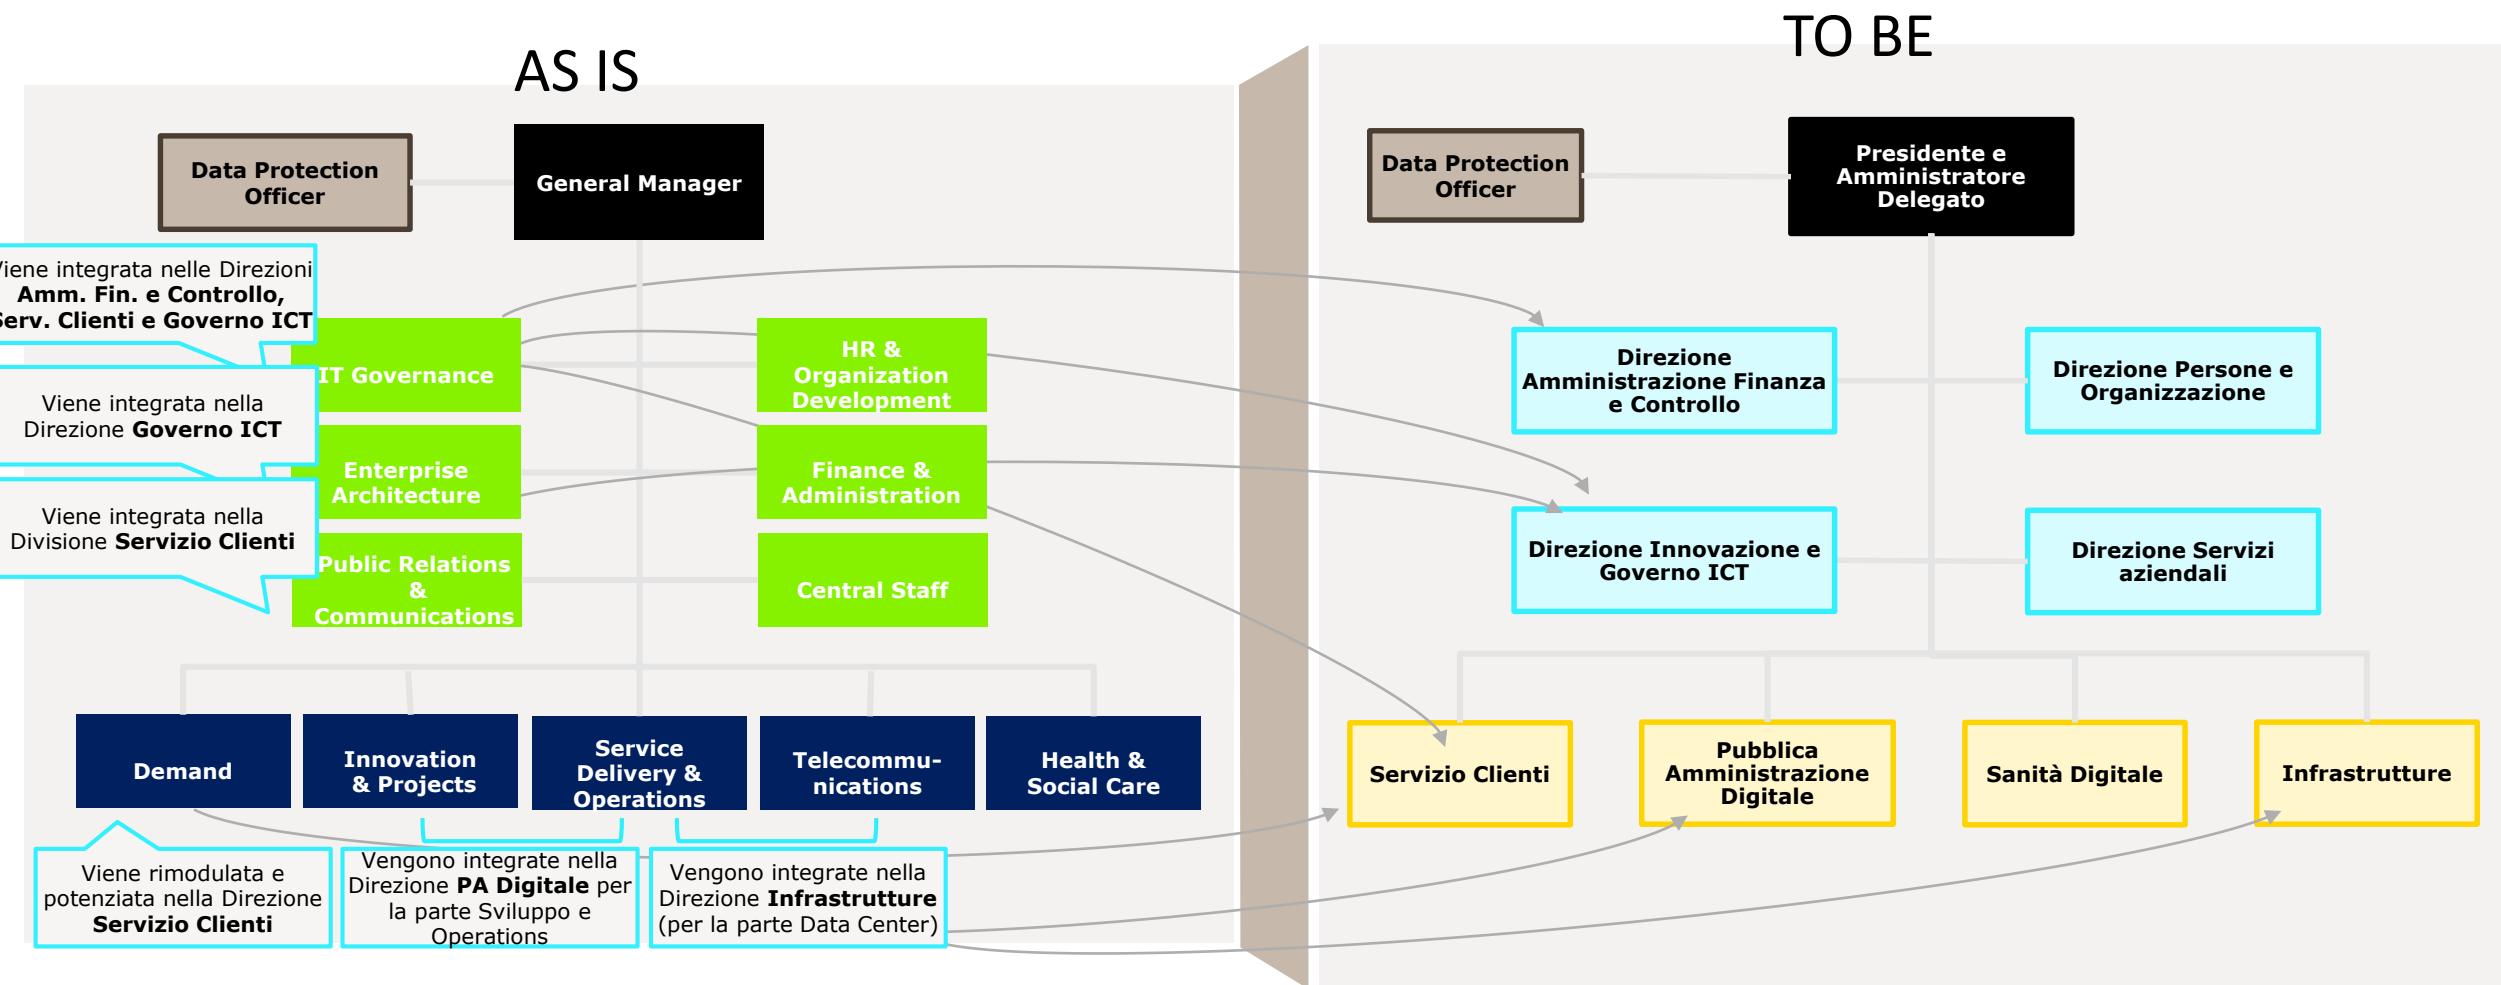 AS IS
TO BE
Data Protection
Officer
General Manager
Data Protection
Officer
Presidente e
Amministratore
Delegato
iene integrata nelle Direzioni
Amm. Fin. e Controllo,
Serv. Clienti e Governo ICT
IT Governance
HR &
Organization
Development
Viene integrata nella
Direzione Governo ICT
Enterprise
Architecture
Finance &
Administration
Viene integrata nella
Divisione Servizio Clienti
Public Relations
&
Communications
Central Staff
Direzione
Amministrazione Finanza
e Controllo
Direzione Persone e
Organizzazione
Direzione Innovazione e
Governo ICT
Direzione Servizi
aziendali
Demand
Innovation
& Projects
Service
Delivery &
Operations
Telecommu-
nications
Health &
Social Care
Servizio Clienti
Pubblica
Amministrazione
Digitale
Sanità Digitale
Infrastrutture
Viene rimodulata e
potenziata nella Direzione
Servizio Clienti
Vengono integrate nella
Direzione PA Digitale per
la parte Sviluppo e
Operations
Vengono integrate nella
Direzione Infrastrutture
(per la parte Data Center)